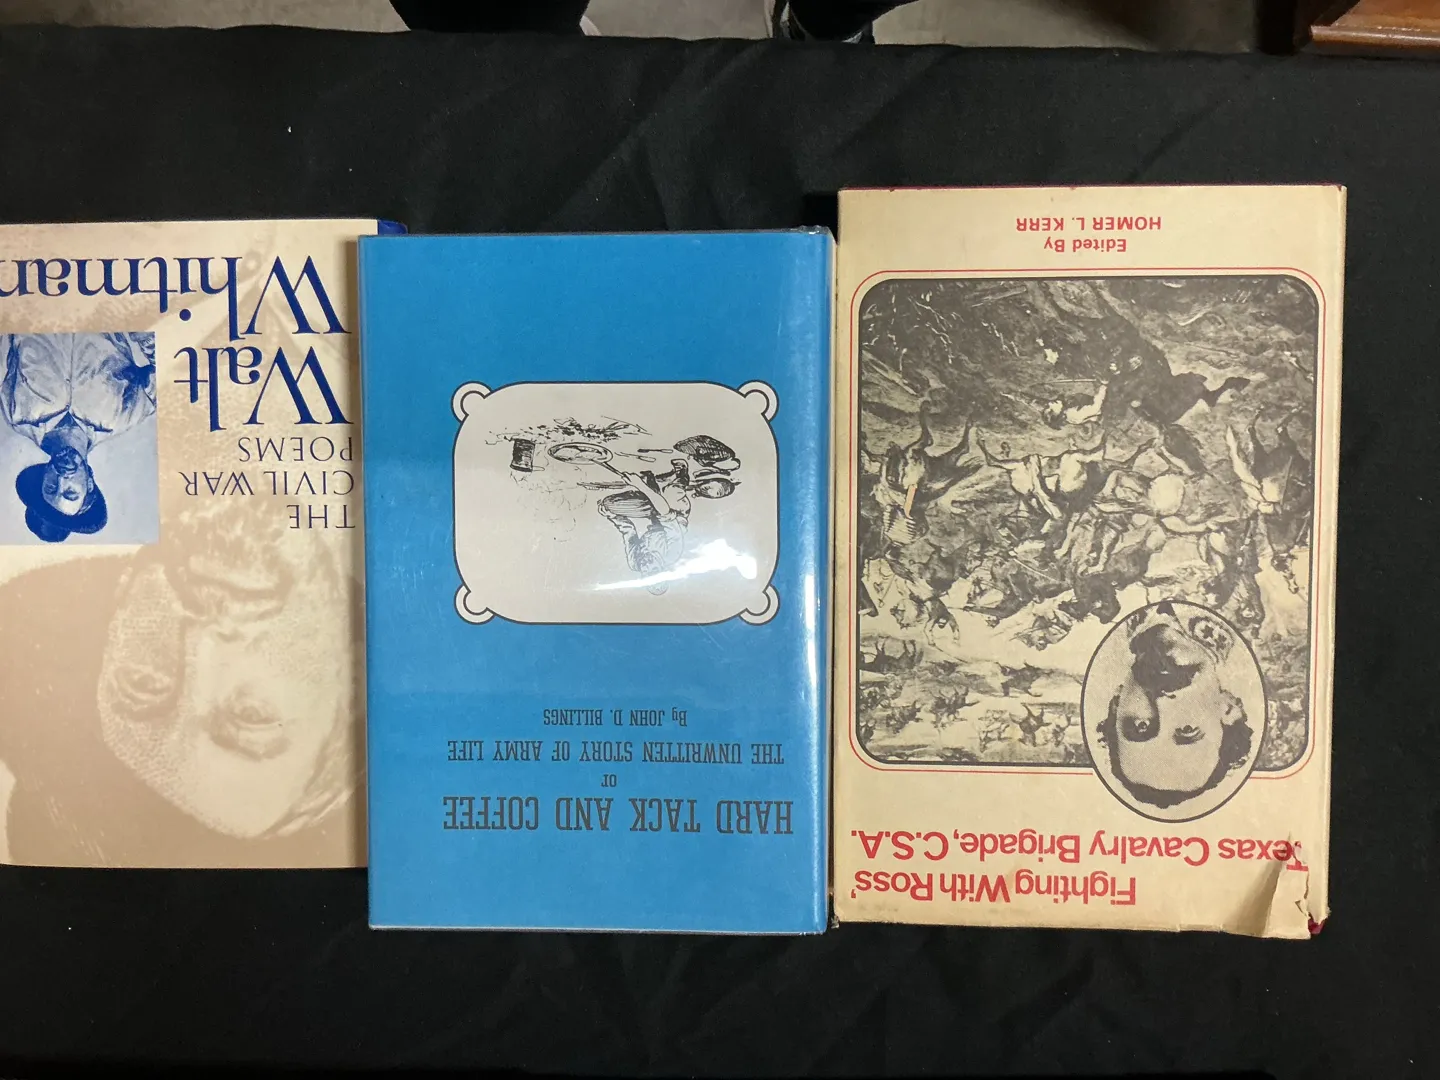 Walt
Whitman
THE
CIVIL WAR
POEMS
HARD TACK AND COFFEE
OR
THE UNWRITTEN STORY OF ARMY LIFE
By JOHN D. BILLINGS
Fighting With Ross'
Texas Cavalry Brigade, C.S.A.
Edited By
HOMER L. KERR